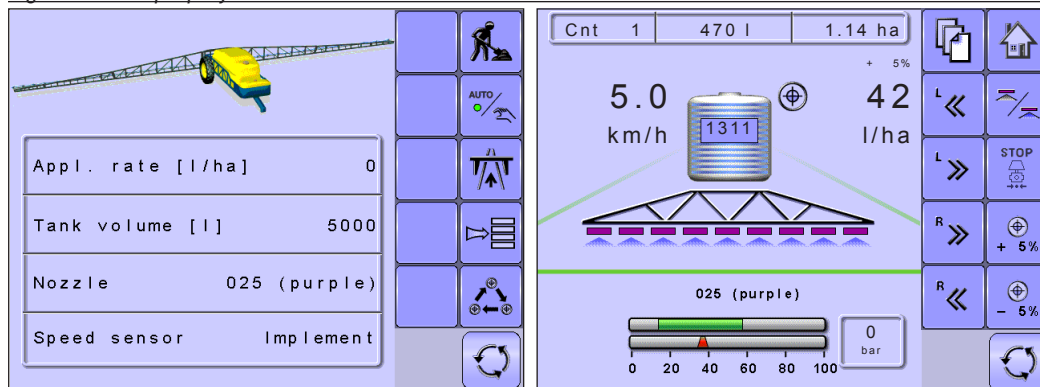 AUTO
Appl. rate [l/ha] 0
Tank volume [l] 5000
Nozzle 025 (purple)
Speed sensor Implement
Cnt 1 470 l 1.14 ha
+ 5%
5.0 42
km/h 1311 l/ha
L
L STOP
R + 5%
025 (purple)
R - 5%
0
bar
0 20 40 60 80 100